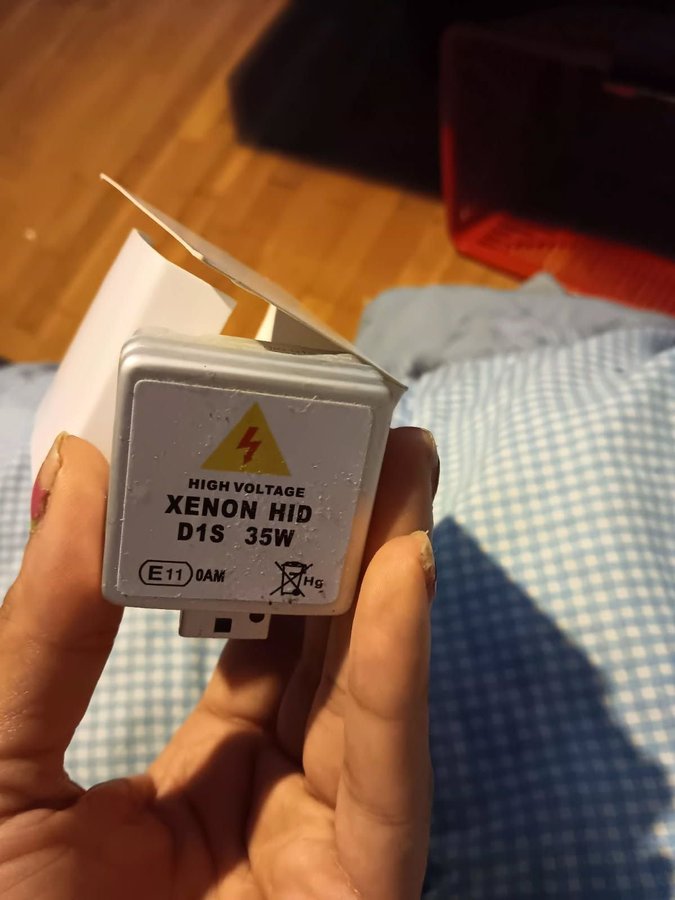 HIGH VOLTAGE
XENON HID
D1S 35W
E11 0AM
Hg